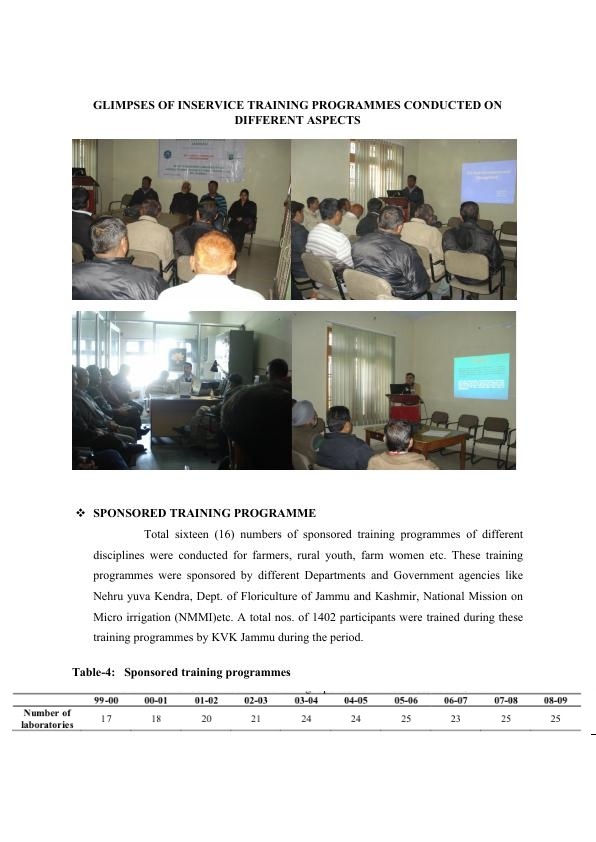 GLIMPSES OF INSERVICE TRAINING PROGRAMMES CONDUCTED ON
DIFFERENT ASPECTS
❖ SPONSORED TRAINING PROGRAMME
Total sixteen (16) numbers of sponsored training programmes of different
disciplines were conducted for farmers, rural youth, farm women etc. These training
programmes were sponsored by different Departments and Government agencies like
Nehru yuva Kendra, Dept. of Floriculture of Jammu and Kashmir, National Mission on
Micro irrigation (NMMI)etc. A total nos. of 1402 participants were trained during these
training programmes by KVK Jammu during the period.
Table-4: Sponsored training programmes
99-00 00-01 01-02 02-03 03-04 04-05 05-06 06-07 07-08 08-09
Number of
laboratories 17 18 20 21 24 24 25 23 25 25